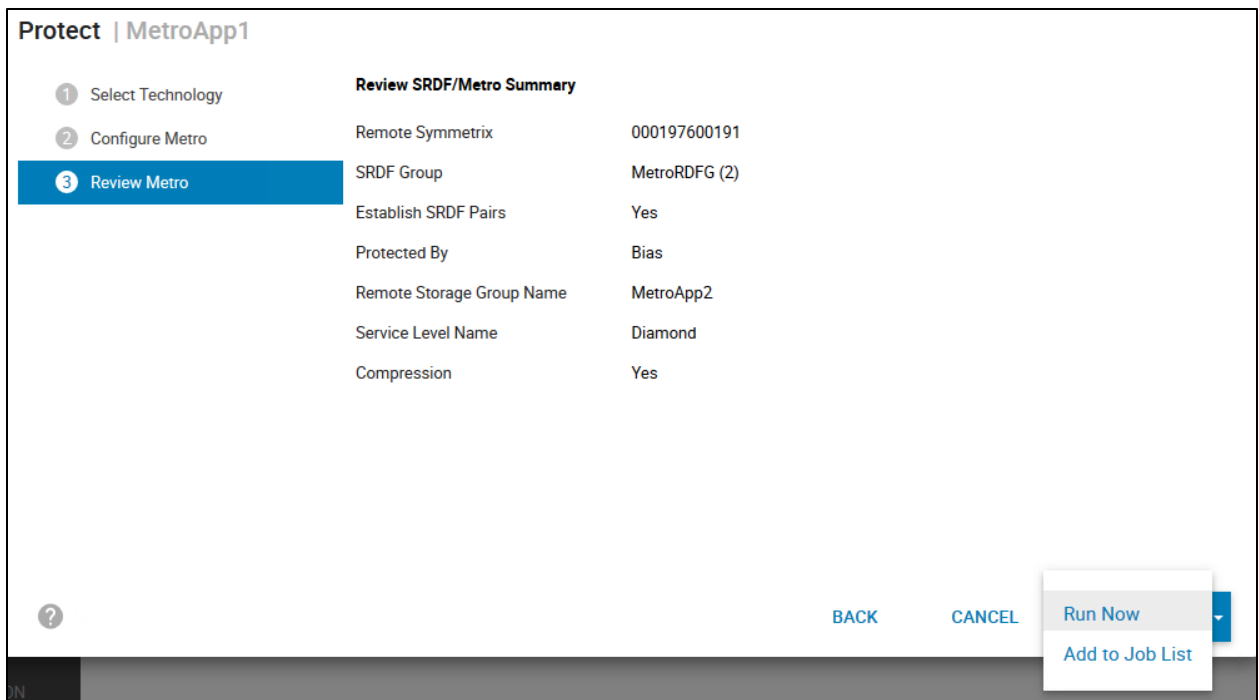 Protect | MetroApp1
1 Select Technology
2 Configure Metro
3 Review Metro
Review SRDF/Metro Summary
Remote Symmetrix 000197600191
SRDF Group MetroRDFG (2)
Establish SRDF Pairs Yes
Protected By Bias
Remote Storage Group Name MetroApp2
Service Level Name Diamond
Compression Yes
? BACK CANCEL Run Now
Add to Job List
ON